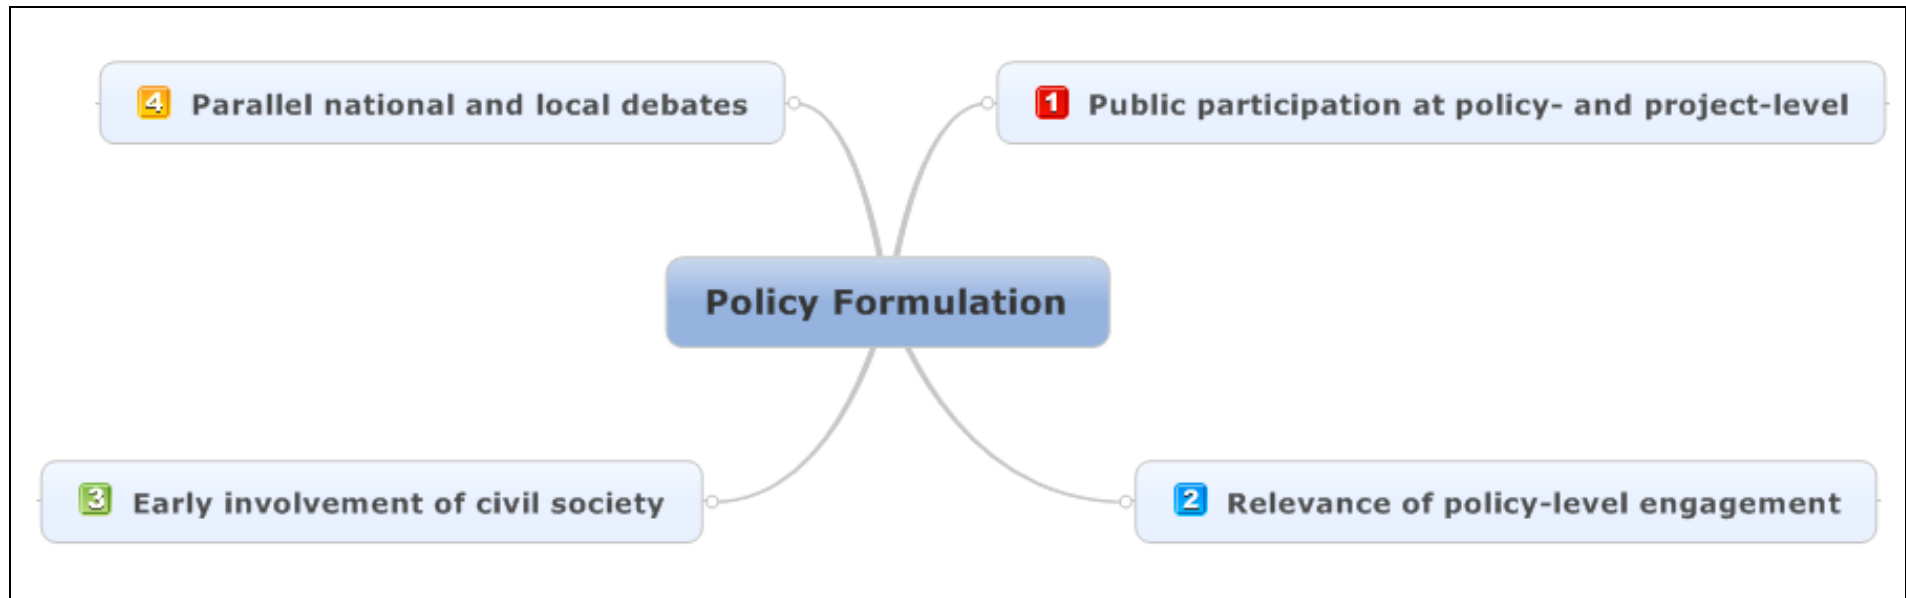 4 Parallel national and local debates
1 Public participation at policy- and project-level
Policy Formulation
3 Early involvement of civil society
2 Relevance of policy-level engagement